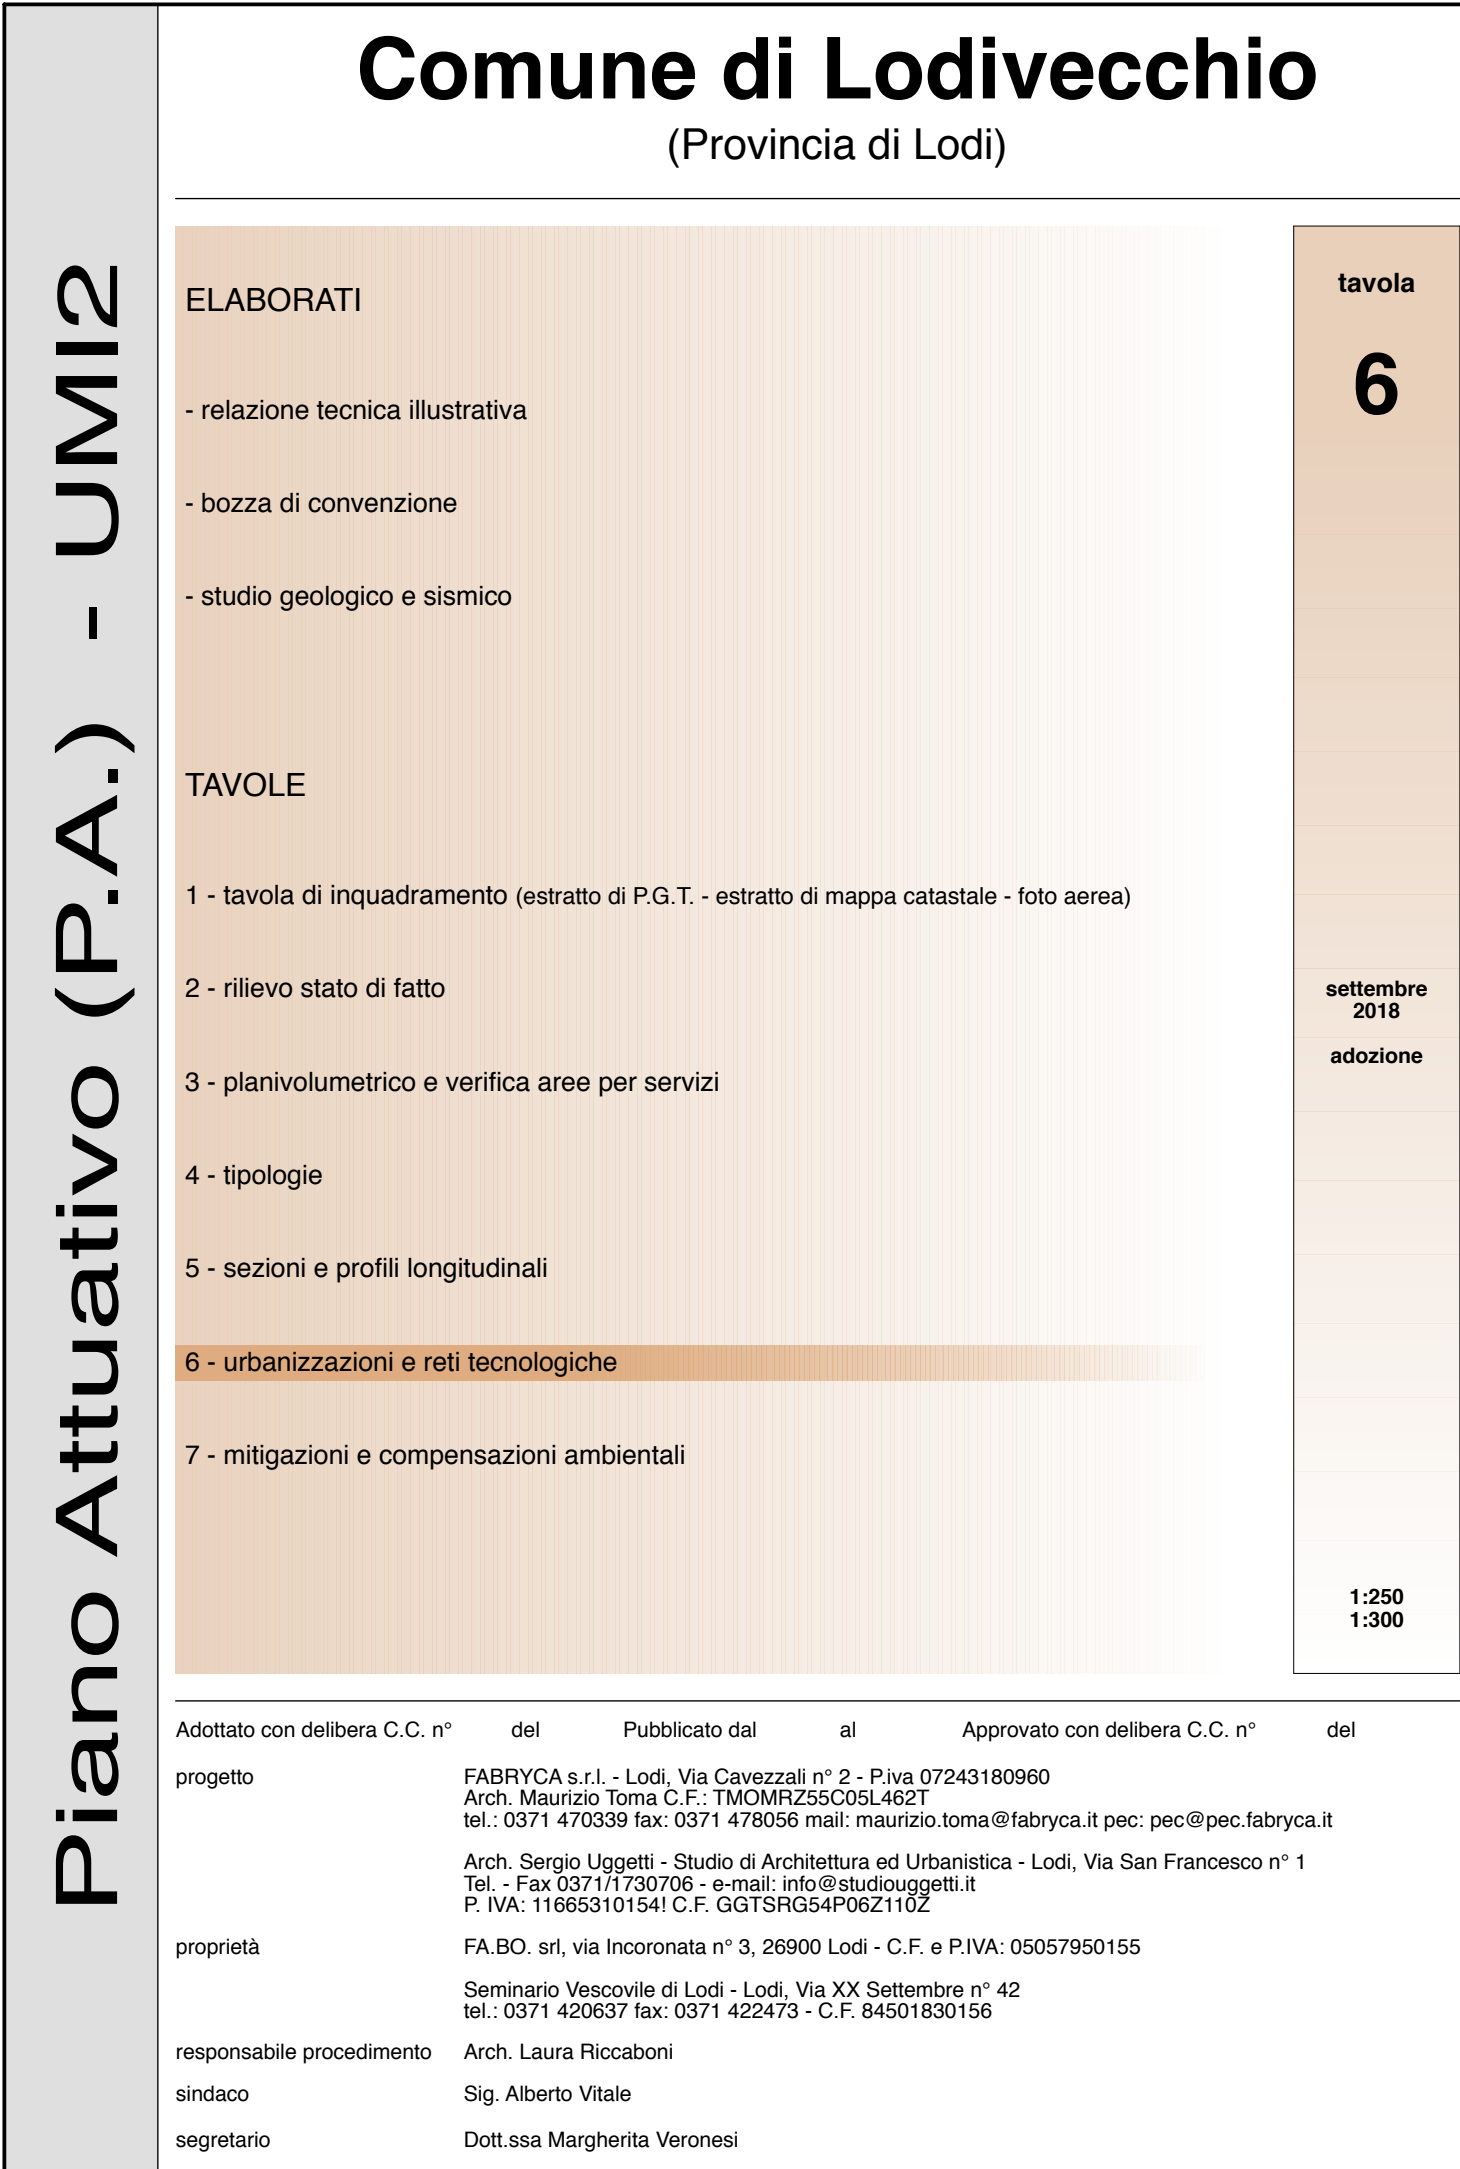 Piano Attuativo (P.A.) - UMI2
Comune di Lodivecchio
(Provincia di Lodi)
ELABORATI
- relazione tecnica illustrativa
- bozza di convenzione
- studio geologico e sismico
TAVOLE
1 - tavola di inquadramento (estratto di P.G.T. - estratto di mappa catastale - foto aerea)
2 - rilievo stato di fatto
3 - planivolumetrico e verifica aree per servizi
4 - tipologie
5 - sezioni e profili longitudinali
6 - urbanizzazioni e reti tecnologiche
7 - mitigazioni e compensazioni ambientali
tavola
6
settembre
2018
adozione
1:250
1:300
Adottato con delibera C.C. n° del Pubblicato dal al Approvato con delibera C.C. n° del
progetto FABRYCA s.r.l. - Lodi, Via Cavezzali n° 2 - P.iva 07243180960
Arch. Maurizio Toma C.F.: TMOMRZ55C05L462T
tel.: 0371 470339 fax: 0371 478056 mail: maurizio.toma@fabryca.it pec: pec@pec.fabryca.it
Arch. Sergio Uggetti - Studio di Architettura ed Urbanistica - Lodi, Via San Francesco n° 1
Tel. - Fax 0371/1730706 - e-mail: info@studiouggetti.it
P. IVA: 11665310154! C.F. GGTSRG54P06Z110Z
proprietà FA.BO. srl, via Incoronata n° 3, 26900 Lodi - C.F. e P.IVA: 05057950155
Seminario Vescovile di Lodi - Lodi, Via XX Settembre n° 42
tel.: 0371 420637 fax: 0371 422473 - C.F. 84501830156
responsabile procedimento Arch. Laura Riccaboni
sindaco Sig. Alberto Vitale
segretario Dott.ssa Margherita Veronesi